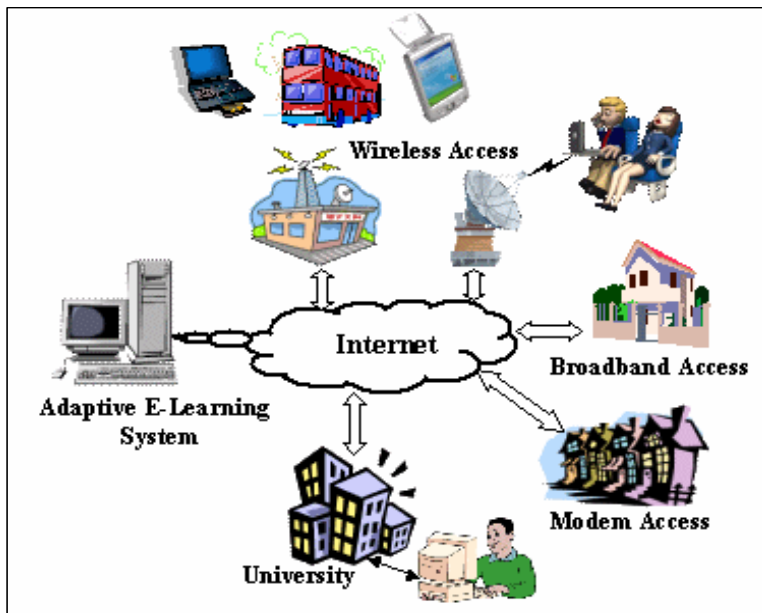 Wireless Access
Internet
Broadband Access
Adaptive E-Learning
System
Modem Access
University